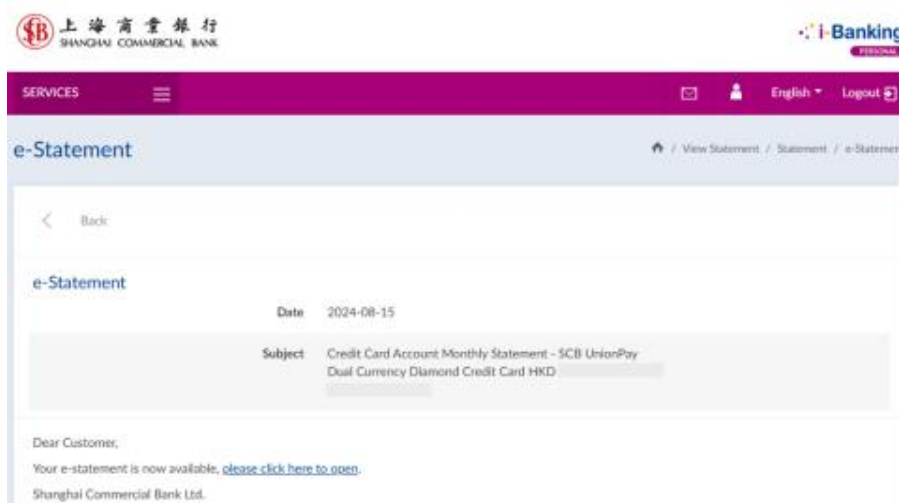 上海商業銀行
SHANGHAI COMMERCIAL BANK
i-Banking
PERSONAL
SERVICES
English
Logout
e-Statement
/ View Statement / Statement / e-Statemen
Back
e-Statement
Date 2024-08-15
Subject Credit Card Account Monthly Statement - SCB UnionPay
Dual Currency Diamond Credit Card HKD
Dear Customer,
Your e-statement is now available, please click here to open.
Shanghai Commercial Bank Ltd.